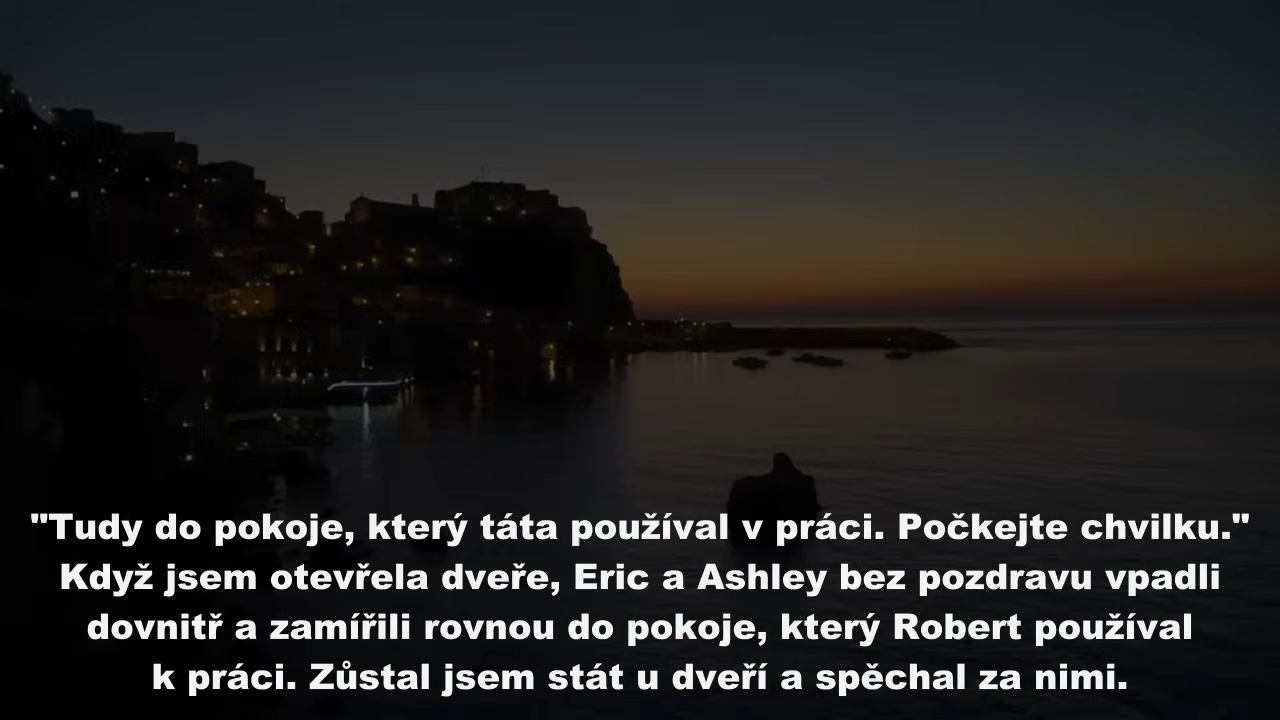 "Tudy do pokoje, který táta používal v práci. Počkejte chvilku."
Když jsem otevřela dveře, Eric a Ashley bez pozdravu vpadli
dovnitř a zamířili rovnou do pokoje, který Robert používal
k práci. Zůstal jsem stát u dveří a spěchal za nimi.